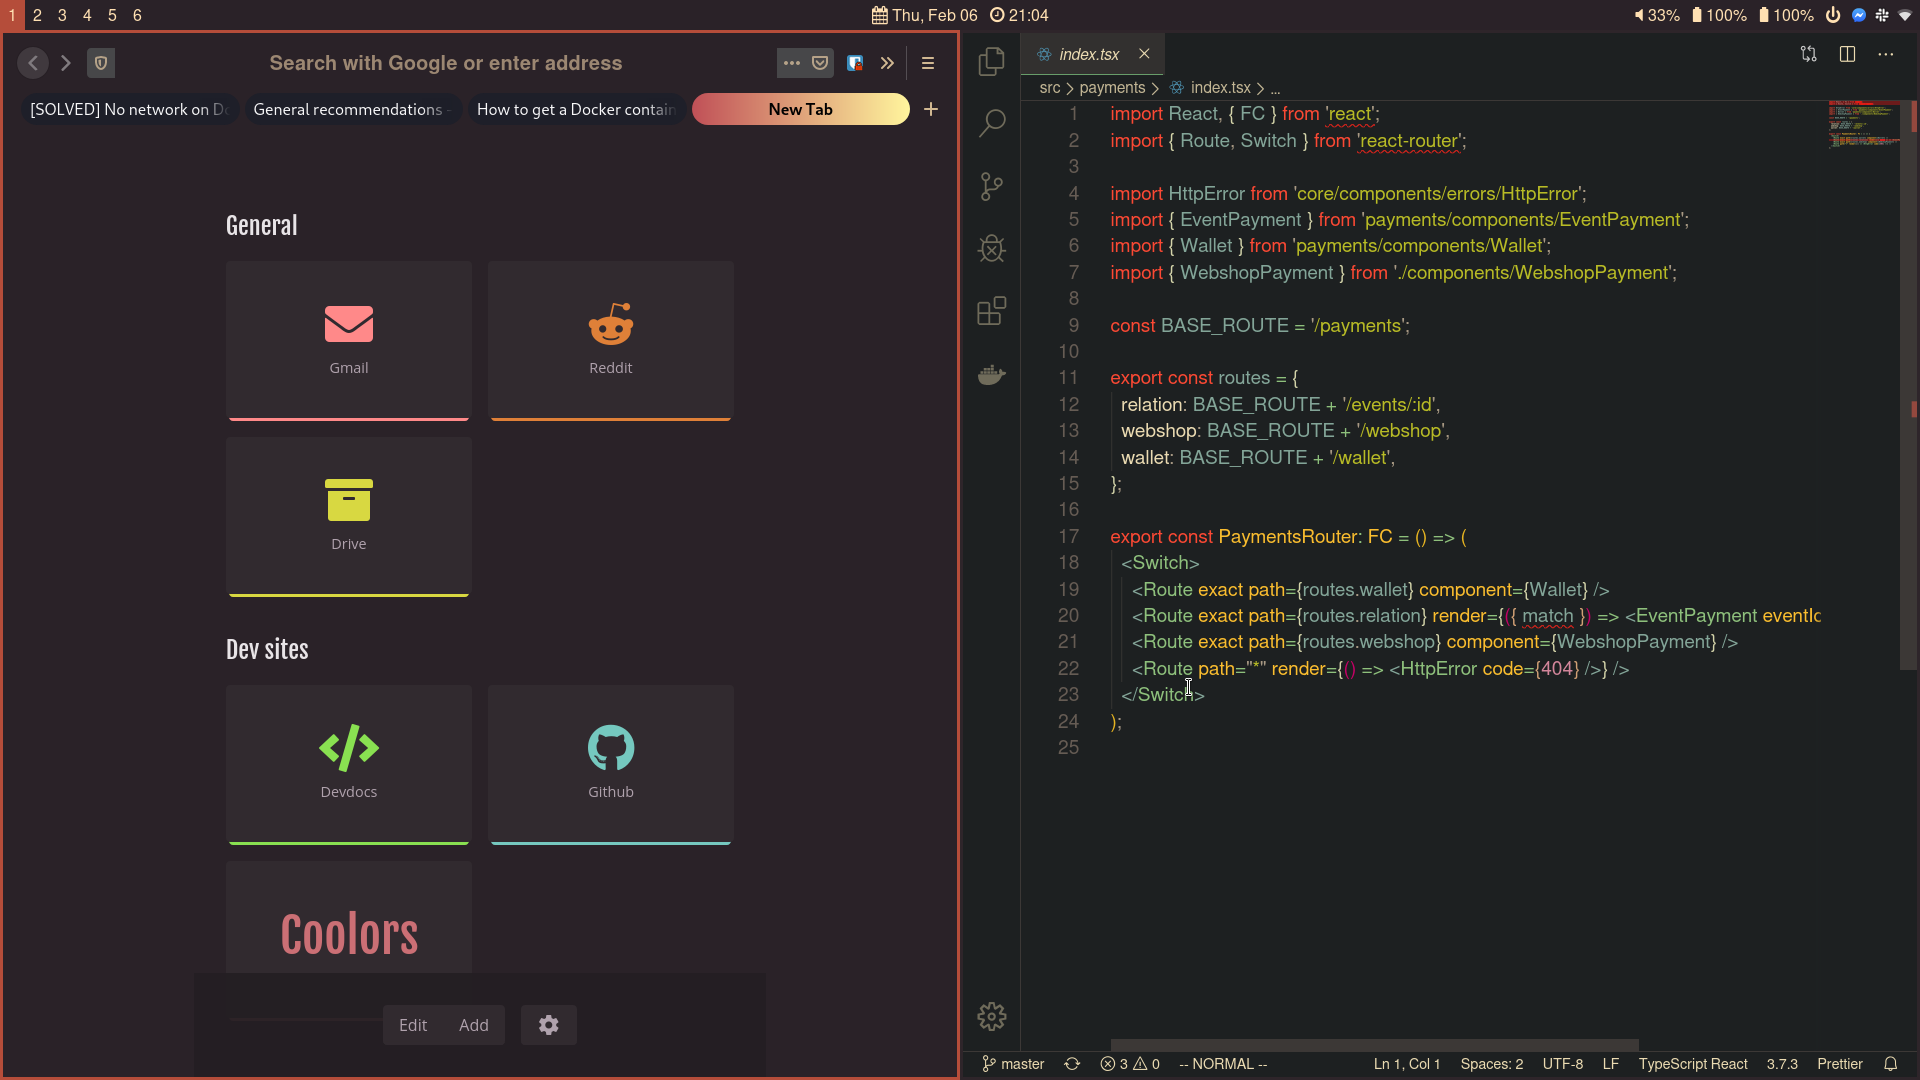 1 2 3 4 5 6
Thu, Feb 06 21:04
33% 100% 100%
Search with Google or enter address
[SOLVED] No network on Do
General recommendations -
How to get a Docker contain
New Tab
General
Gmail
Reddit
Drive
Dev sites
Devdocs
Github
Coolors
Edit
Add
index.tsx
src > payments > index.tsx > ...
1 import React, { FC } from 'react';
2 import { Route, Switch } from 'react-router';
3
4 import HttpError from 'core/components/errors/HttpError';
5 import { EventPayment } from 'payments/components/EventPayment';
6 import { Wallet } from 'payments/components/Wallet';
7 import { WebshopPayment } from './components/WebshopPayment';
8
9 const BASE_ROUTE = '/payments';
10
11 export const routes = {
12 relation: BASE_ROUTE + '/events/:id',
13 webshop: BASE_ROUTE + '/webshop',
14 wallet: BASE_ROUTE + '/wallet',
15 };
16
17 export const PaymentsRouter: FC = () => (
18 <Switch>
19 <Route exact path={routes.wallet} component={Wallet} />
20 <Route exact path={routes.relation} render={({ match }) => <EventPayment eventIc
21 <Route exact path={routes.webshop} component={WebshopPayment} />
22 <Route path="*" render={() => <HttpError code={404} />} />
23 </Switch>
24 );
25
master 3 0 -- NORMAL -- Ln 1, Col 1 Spaces: 2 UTF-8 LF TypeScript React 3.7.3 Prettier